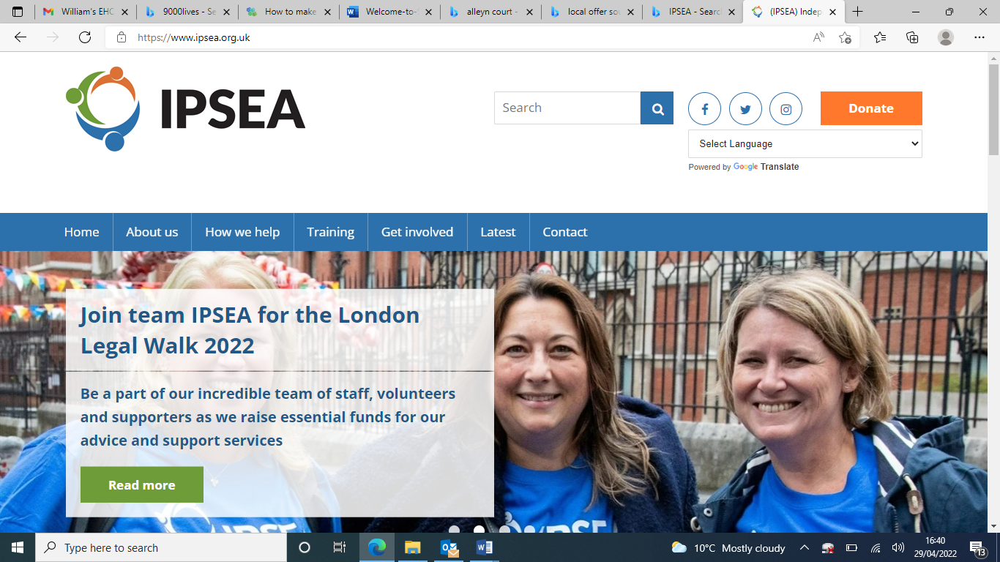 William's EHC
9000lives - Se
How to make
Welcome-to-
alleyn court -
local offer sou
IPSEA - Search
(IPSEA) Indep
https://www.ipsea.org.uk
IPSEA
Search
Donate
Select Language
Powered by Google Translate
Home
About us
How we help
Training
Get involved
Latest
Contact
Join team IPSEA for the London
Legal Walk 2022
Be a part of our incredible team of staff, volunteers
and supporters as we raise essential funds for our
advice and support services
Read more
Type here to search
10°C Mostly cloudy
16:40
29/04/2022
13